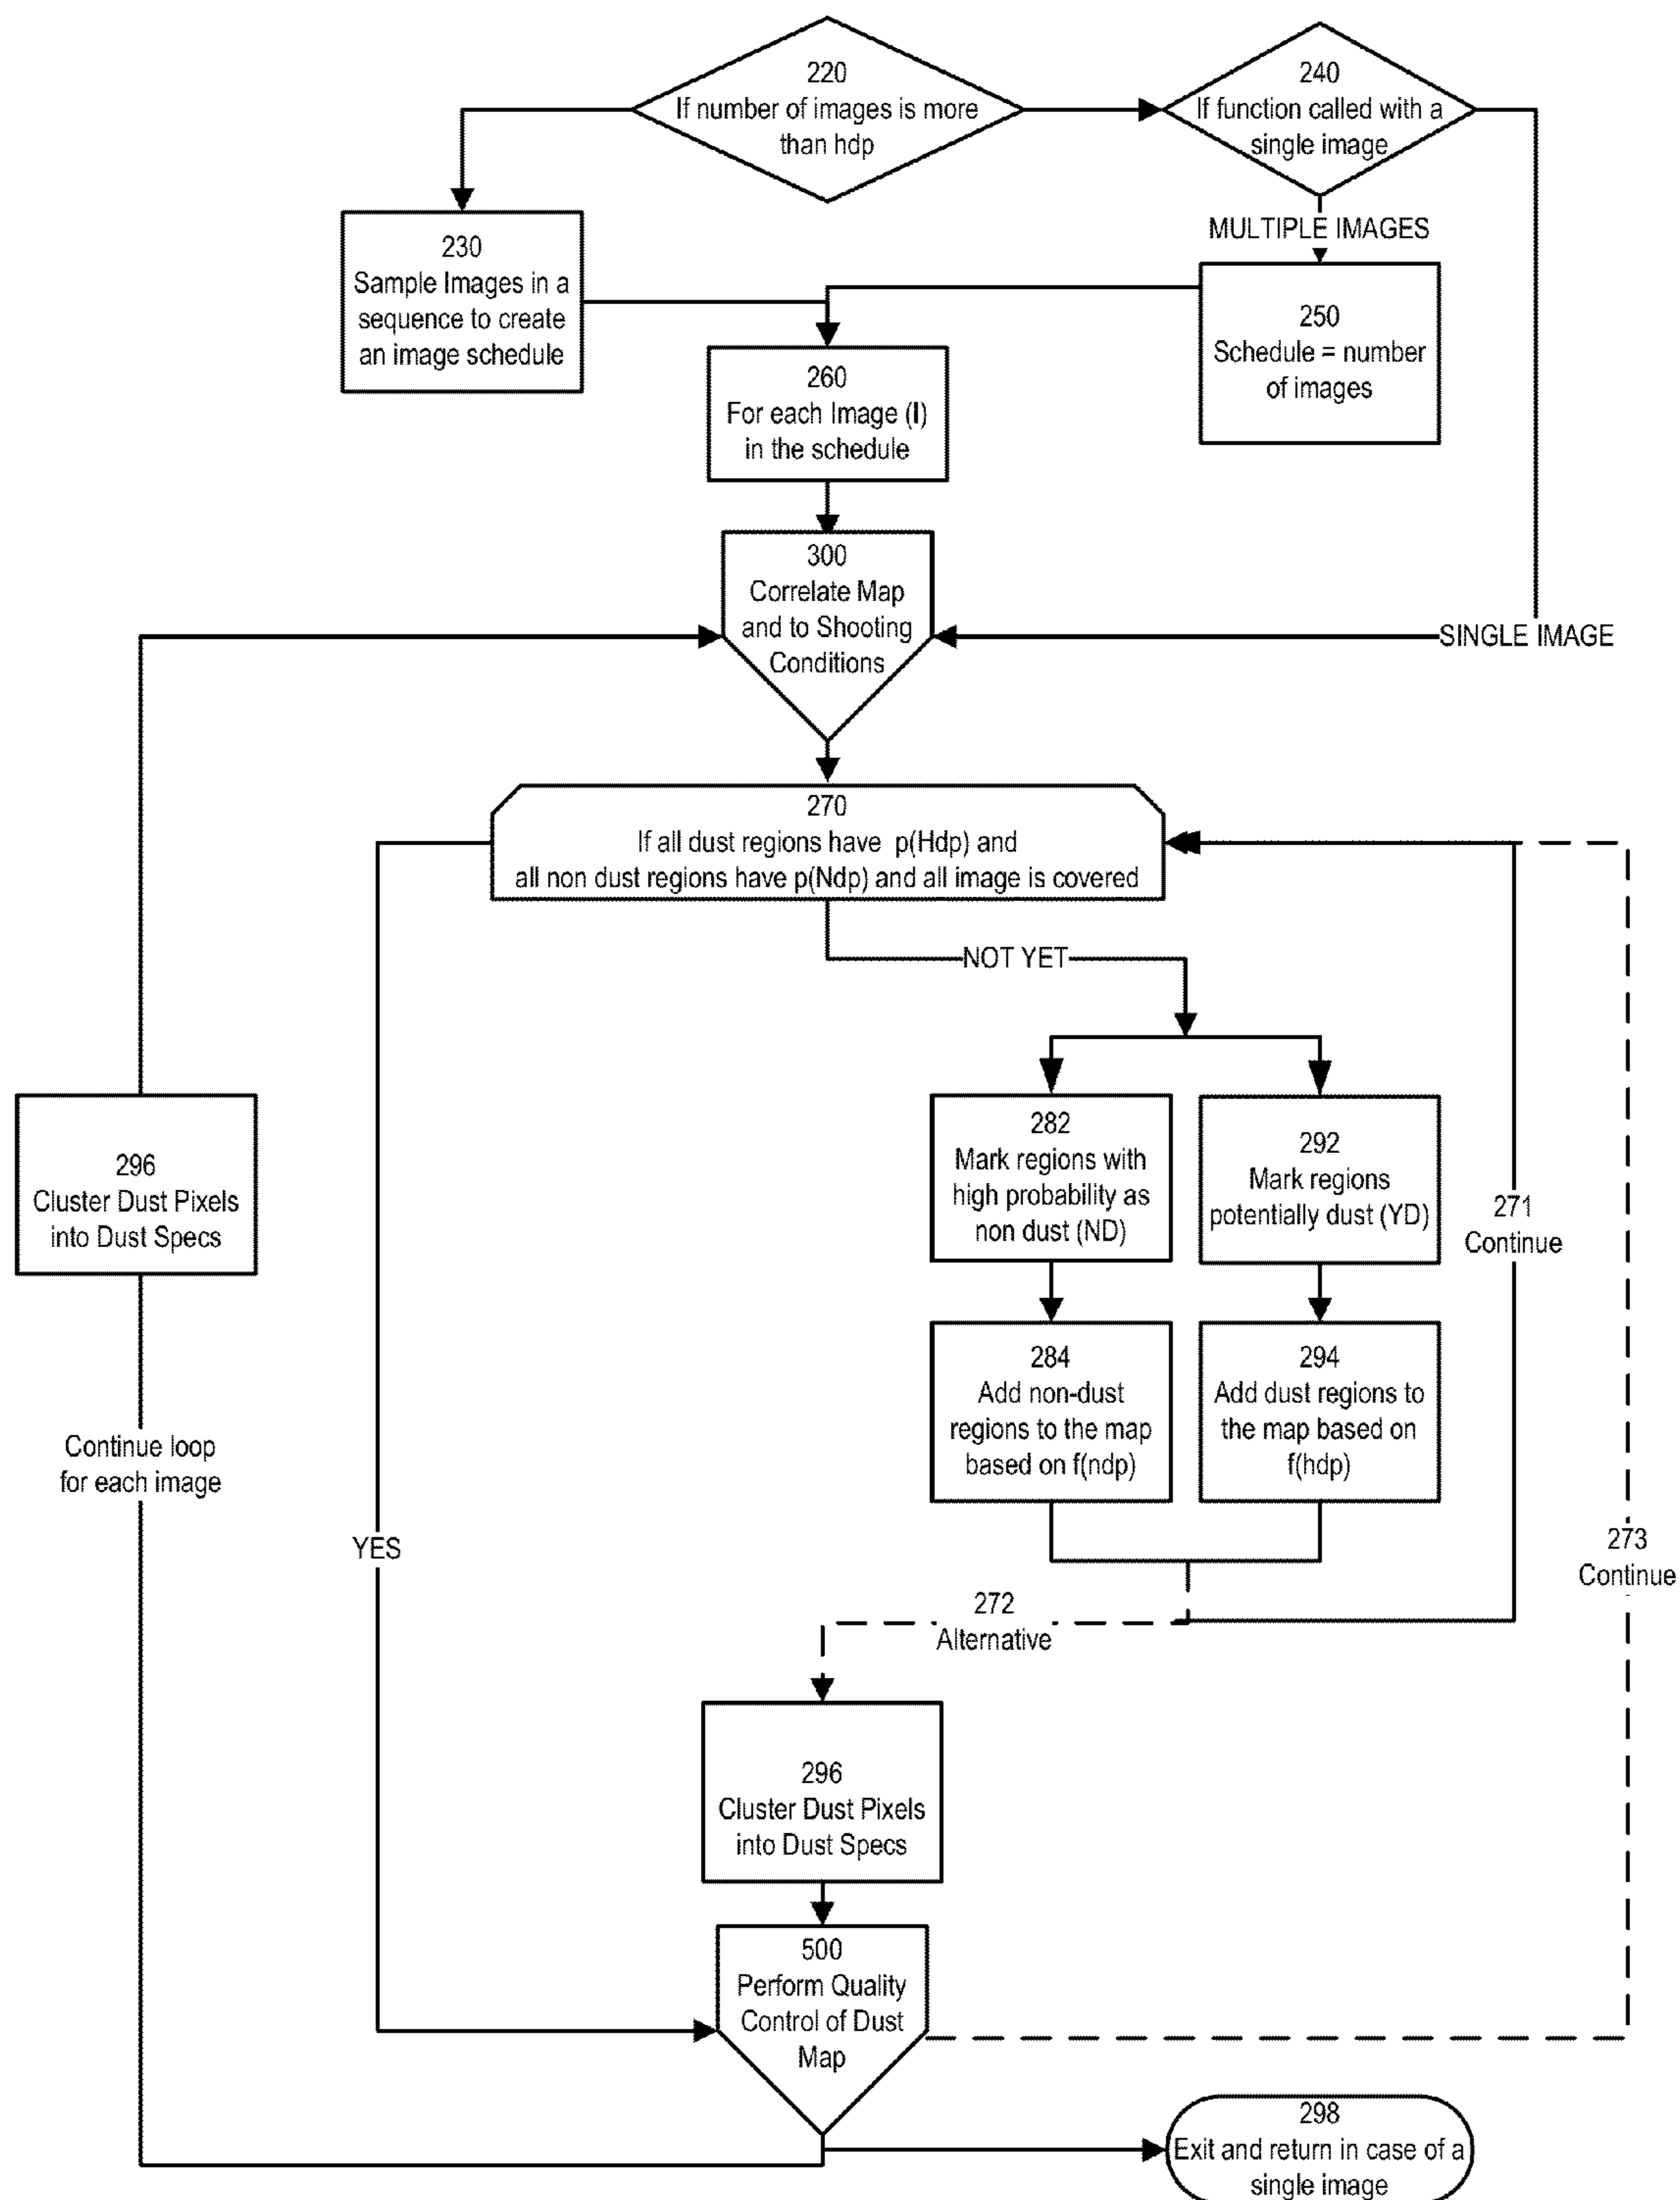 220
If number of images is more
than hdp
240
If function called with a
single image
MULTIPLE IMAGES
230
Sample Images in a
sequence to create
an image schedule
250
Schedule = number
of images
260
For each Image (I)
in the schedule
300
Correlate Map
and to Shooting
Conditions
SINGLE IMAGE
270
If all dust regions have p(Hdp) and
all non dust regions have p(Ndp) and all image is covered
NOT YET
296
Cluster Dust Pixels
into Dust Specs
282
Mark regions with
high probability as
non dust (ND)
292
Mark regions
potentially dust (YD)
271
Continue
284
Add non-dust
regions to the map
based on f(ndp)
294
Add dust regions to
the map based on
f(hdp)
Continue loop
for each image
YES
273
Continue
272
Alternative
296
Cluster Dust Pixels
into Dust Specs
500
Perform Quality
Control of Dust
Map
298
Exit and return in case of a
single image